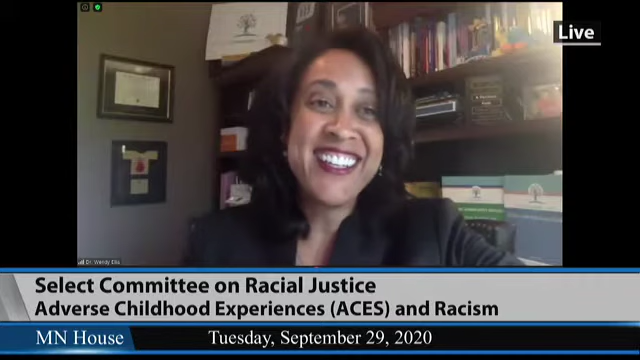 Live
Dr. Wendy Ellis
Select Committee on Racial Justice
Adverse Childhood Experiences (ACES) and Racism
MN House
Tuesday, September 29, 2020